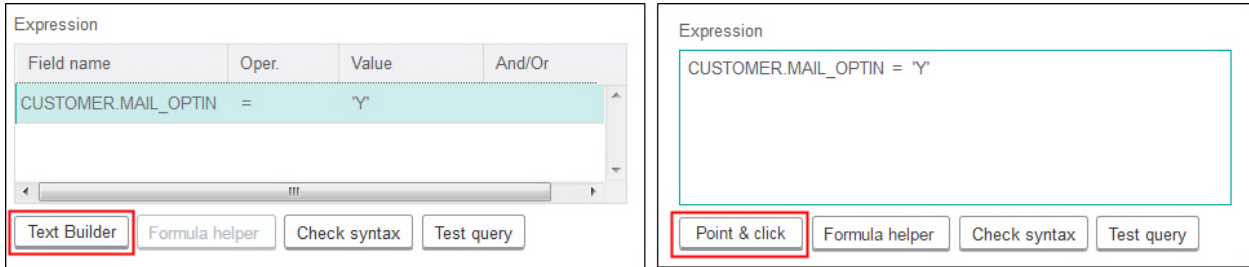 Expression
Field name Oper. Value And/Or
CUSTOMER.MAIL_OPTIN = 'Y'
Text Builder Formula helper Check syntax Test query
Expression
CUSTOMER.MAIL_OPTIN = 'Y'
Point & click Formula helper Check syntax Test query